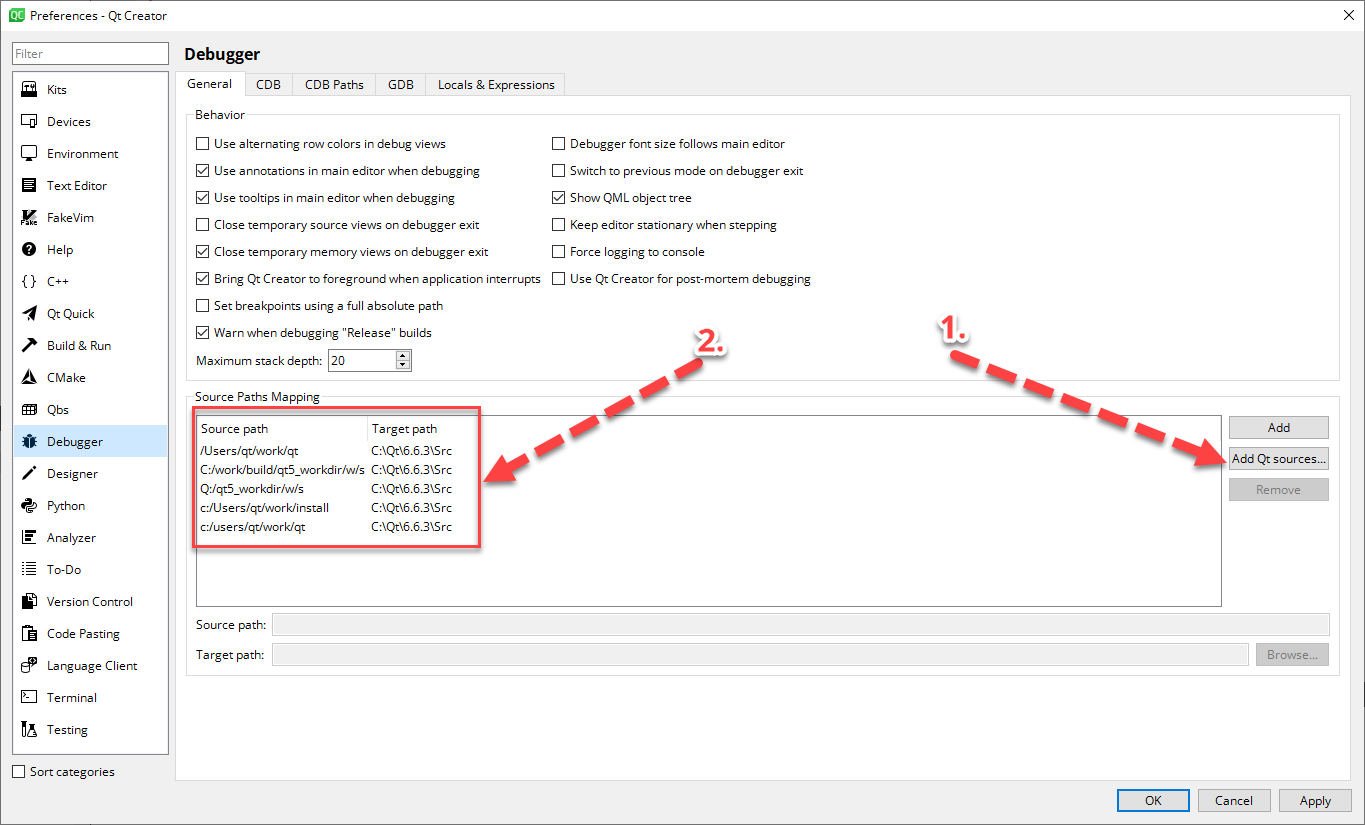 Preferences - Qt Creator
Filter
Kits
Devices
Environment
Text Editor
FakeVim
Help
C++
Qt Quick
Build & Run
CMake
Qbs
Debugger
Designer
Python
Analyzer
To-Do
Version Control
Code Pasting
Language Client
Terminal
Testing
Sort categories
Debugger
General CDB CDB Paths GDB Locals & Expressions
Behavior
Use alternating row colors in debug views
Use annotations in main editor when debugging
Use tooltips in main editor when debugging
Close temporary source views on debugger exit
Close temporary memory views on debugger exit
Bring Qt Creator to foreground when application interrupts
Set breakpoints using a full absolute path
Warn when debugging "Release" builds
Maximum stack depth: 20
Debugger font size follows main editor
Switch to previous mode on debugger exit
Show QML object tree
Keep editor stationary when stepping
Force logging to console
Use Qt Creator for post-mortem debugging
2.
1.
Source Paths Mapping
Source path Target path
/Users/qt/work/qt C:\Qt\6.6.3\Src
C:/work/build/qt5_workdir/w/s C:\Qt\6.6.3\Src
Q:/qt5_workdir/w/s C:\Qt\6.6.3\Src
c:/Users/qt/work/install C:\Qt\6.6.3\Src
c:/users/qt/work/qt C:\Qt\6.6.3\Src
Add
Add Qt sources...
Remove
Source path:
Target path:
Browse...
OK Cancel Apply